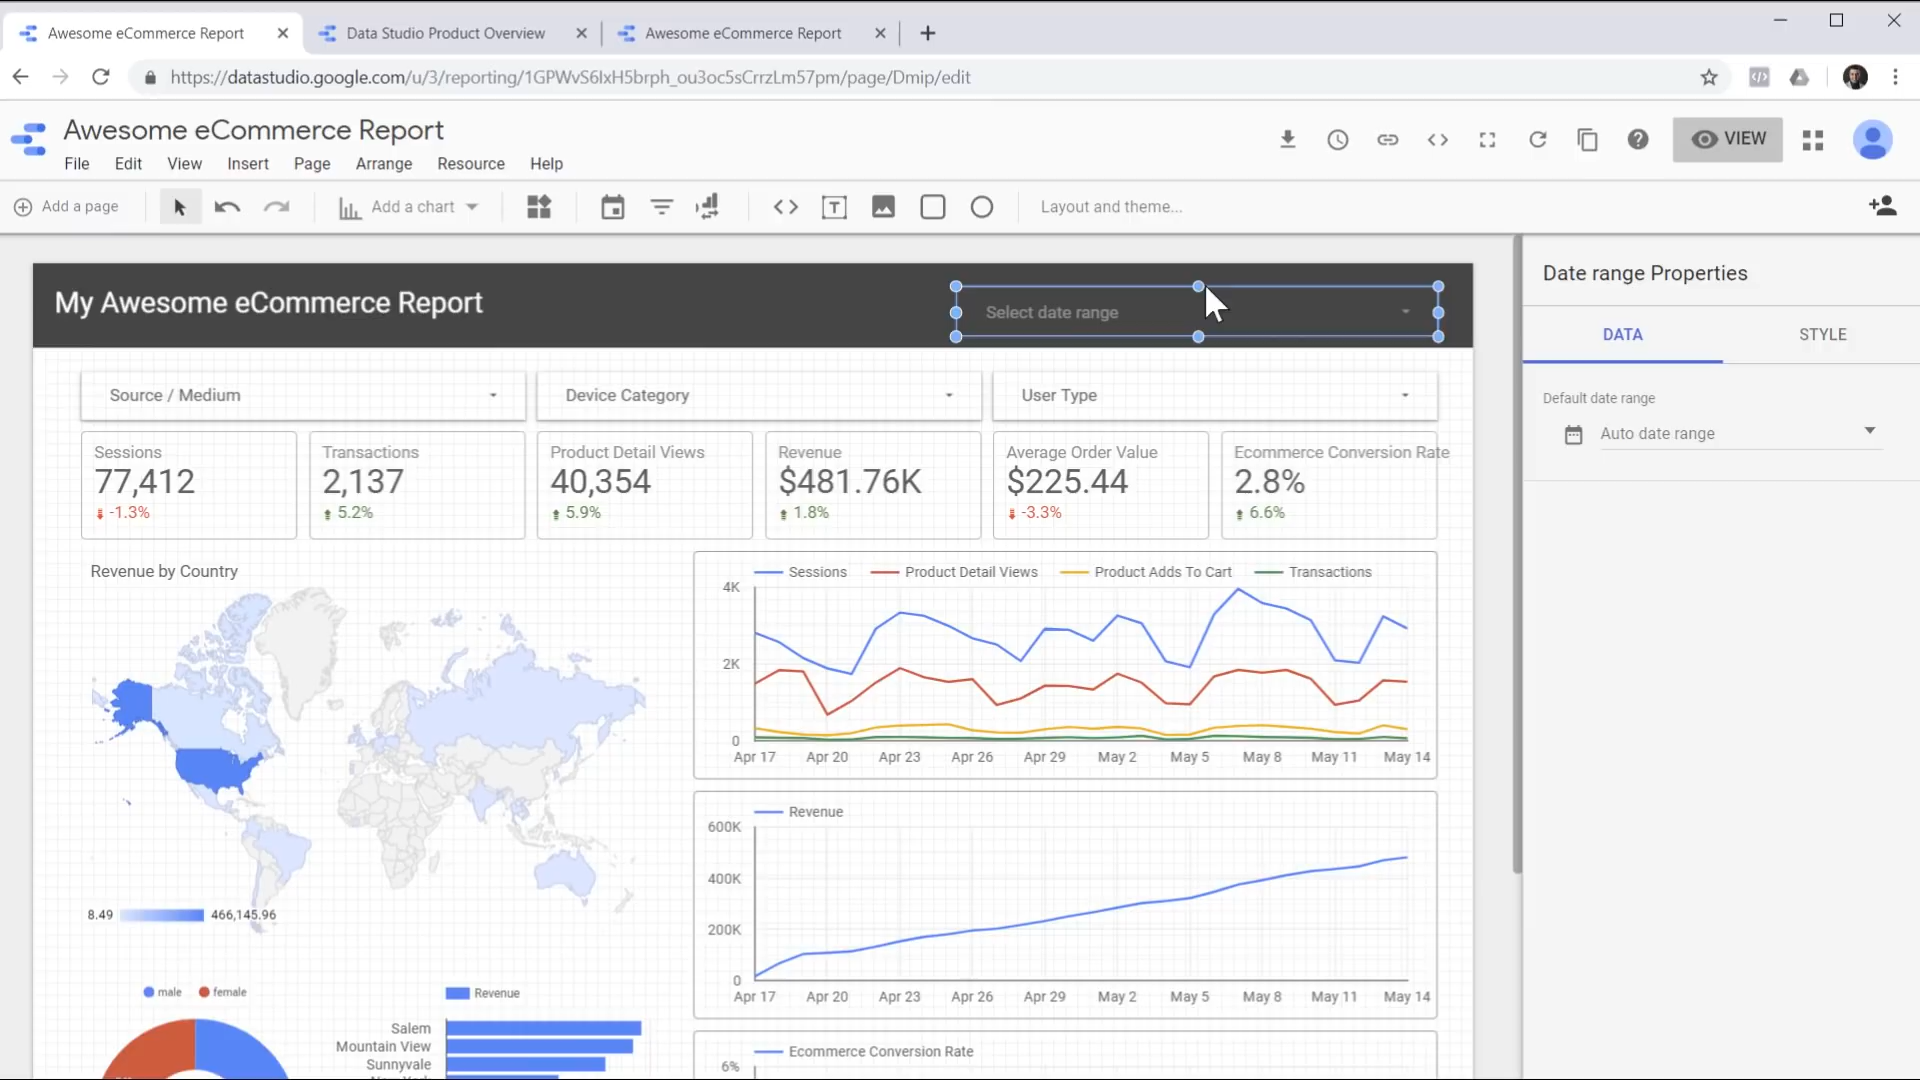 Awesome eCommerce Report
Data Studio Product Overview
Awesome eCommerce Report
https://datastudio.google.com/u/3/reporting/1GPWvS6IxH5brph_ou3oc5sCrrzLm57pm/page/Dmip/edit
Awesome eCommerce Report
File Edit View Insert Page Arrange Resource Help
VIEW
Add a page
Add a chart
Layout and theme...
My Awesome eCommerce Report
Select date range
Source / Medium
Device Category
User Type
Sessions
77,412
-1.3%
Transactions
2,137
5.2%
Product Detail Views
40,354
5.9%
Revenue
$481.76K
1.8%
Average Order Value
$225.44
-3.3%
Ecommerce Conversion Rate
2.8%
6.6%
Revenue by Country
8.49
466,145.96
Sessions Product Detail Views Product Adds To Cart Transactions
4K
2K
0
Apr 17 Apr 20 Apr 23 Apr 26 Apr 29 May 2 May 5 May 8 May 11 May 14
Revenue
600K
400K
200K
0
Apr 17 Apr 20 Apr 23 Apr 26 Apr 29 May 2 May 5 May 8 May 11 May 14
male female
Revenue
Salem
Mountain View
Sunnyvale
Ecommerce Conversion Rate
6%
Date range Properties
DATA
STYLE
Default date range
Auto date range